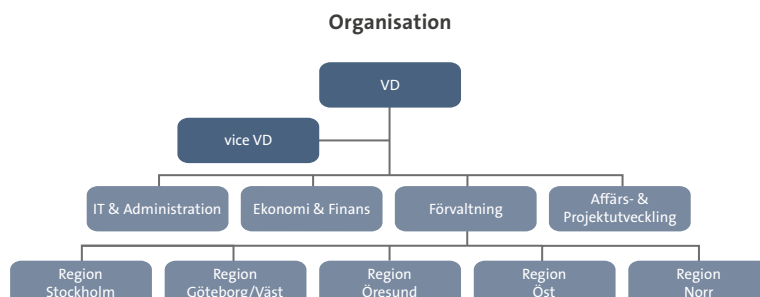 Organisation
VD
vice VD
IT & Administration
Ekonomi & Finans
Förvaltning
Affärs- &
Projektutveckling
Region
Stockholm
Region
Göteborg/Väst
Region
Öresund
Region
Öst
Region
Norr